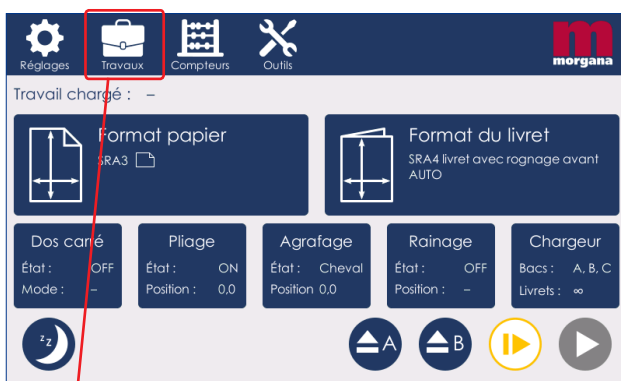 Réglages Travaux Compteurs Outils
morgana
Travail chargé : –
Format papier
SRA3
Format du livret
SRA4 livret avec rognage avant
AUTO
Dos carré
État : OFF
Mode : –
Pliage
État : ON
Position : 0,0
Agrafage
État : Cheval
Position 0,0
Rainage
État : OFF
Position : –
Chargeur
Bacs : A, B, C
Livrets : ∞
z z
A
B